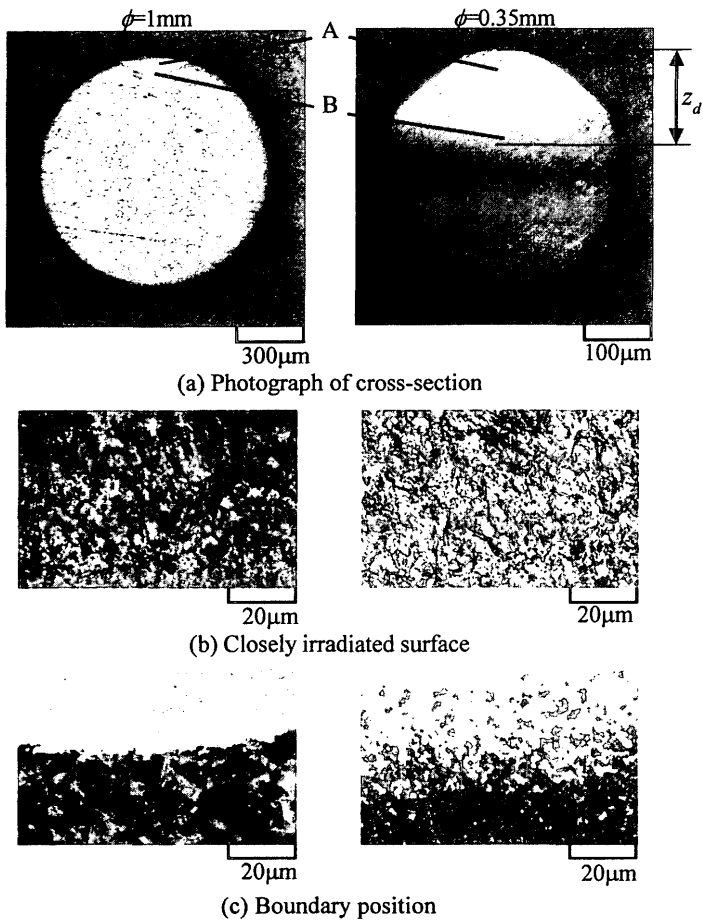 ϕ=1mm
A
ϕ=0.35mm
B
z_d
300µm
100µm
(a) Photograph of cross-section
20µm
20µm
(b) Closely irradiated surface
20µm
20µm
(c) Boundary position